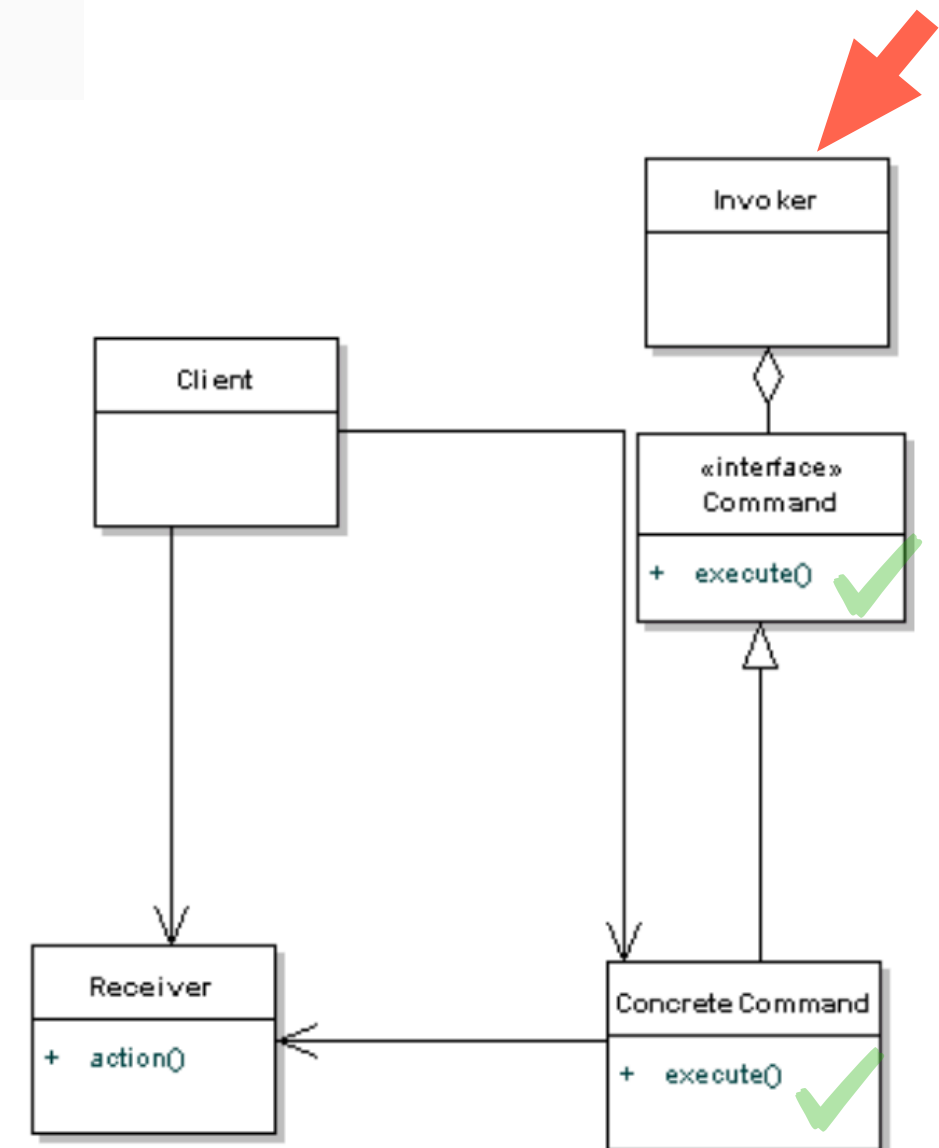 Invoker
Client
«interface»
Command
+ execute()
Receiver
+ action()
Concrete Command
+ execute()